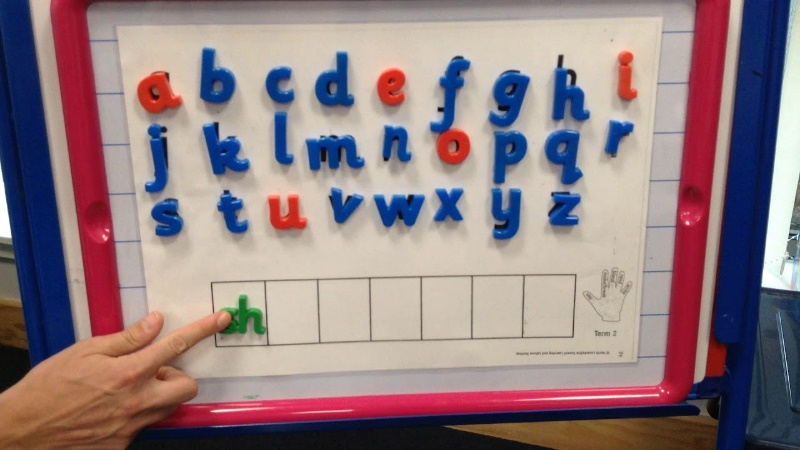 a b c d e f g h i
j k l m n o p q r
s t u v w x y z
sh
Term 2